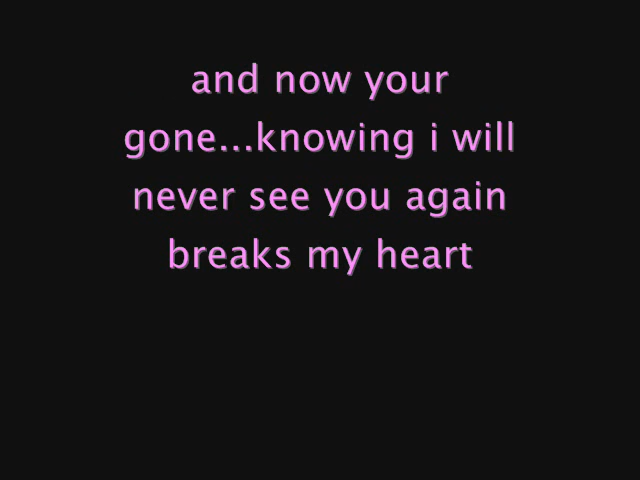 and now your
gone...knowing i will
never see you again
breaks my heart